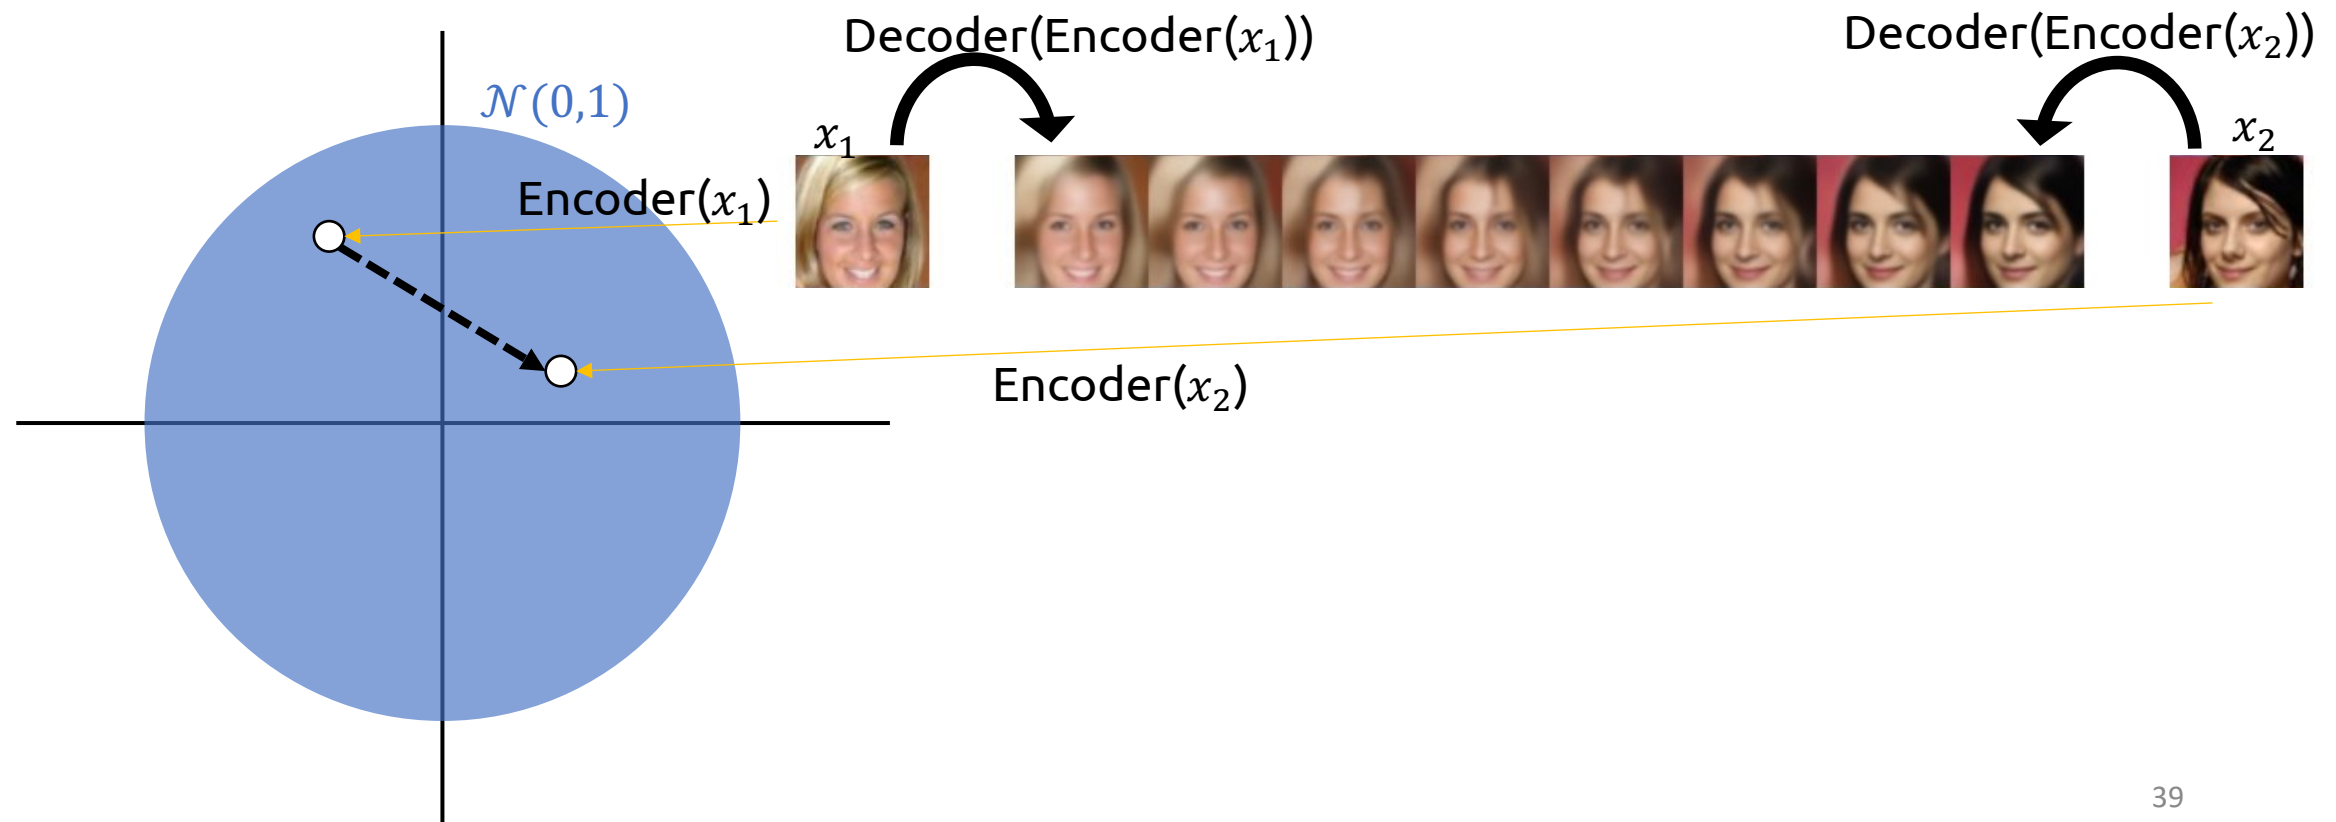 Decoder(Encoder(𝑥₁))
Decoder(Encoder(𝑥₂))
𝒩(0,1)
𝑥₁
𝑥₂
Encoder(𝑥₁)
Encoder(𝑥₂)
39